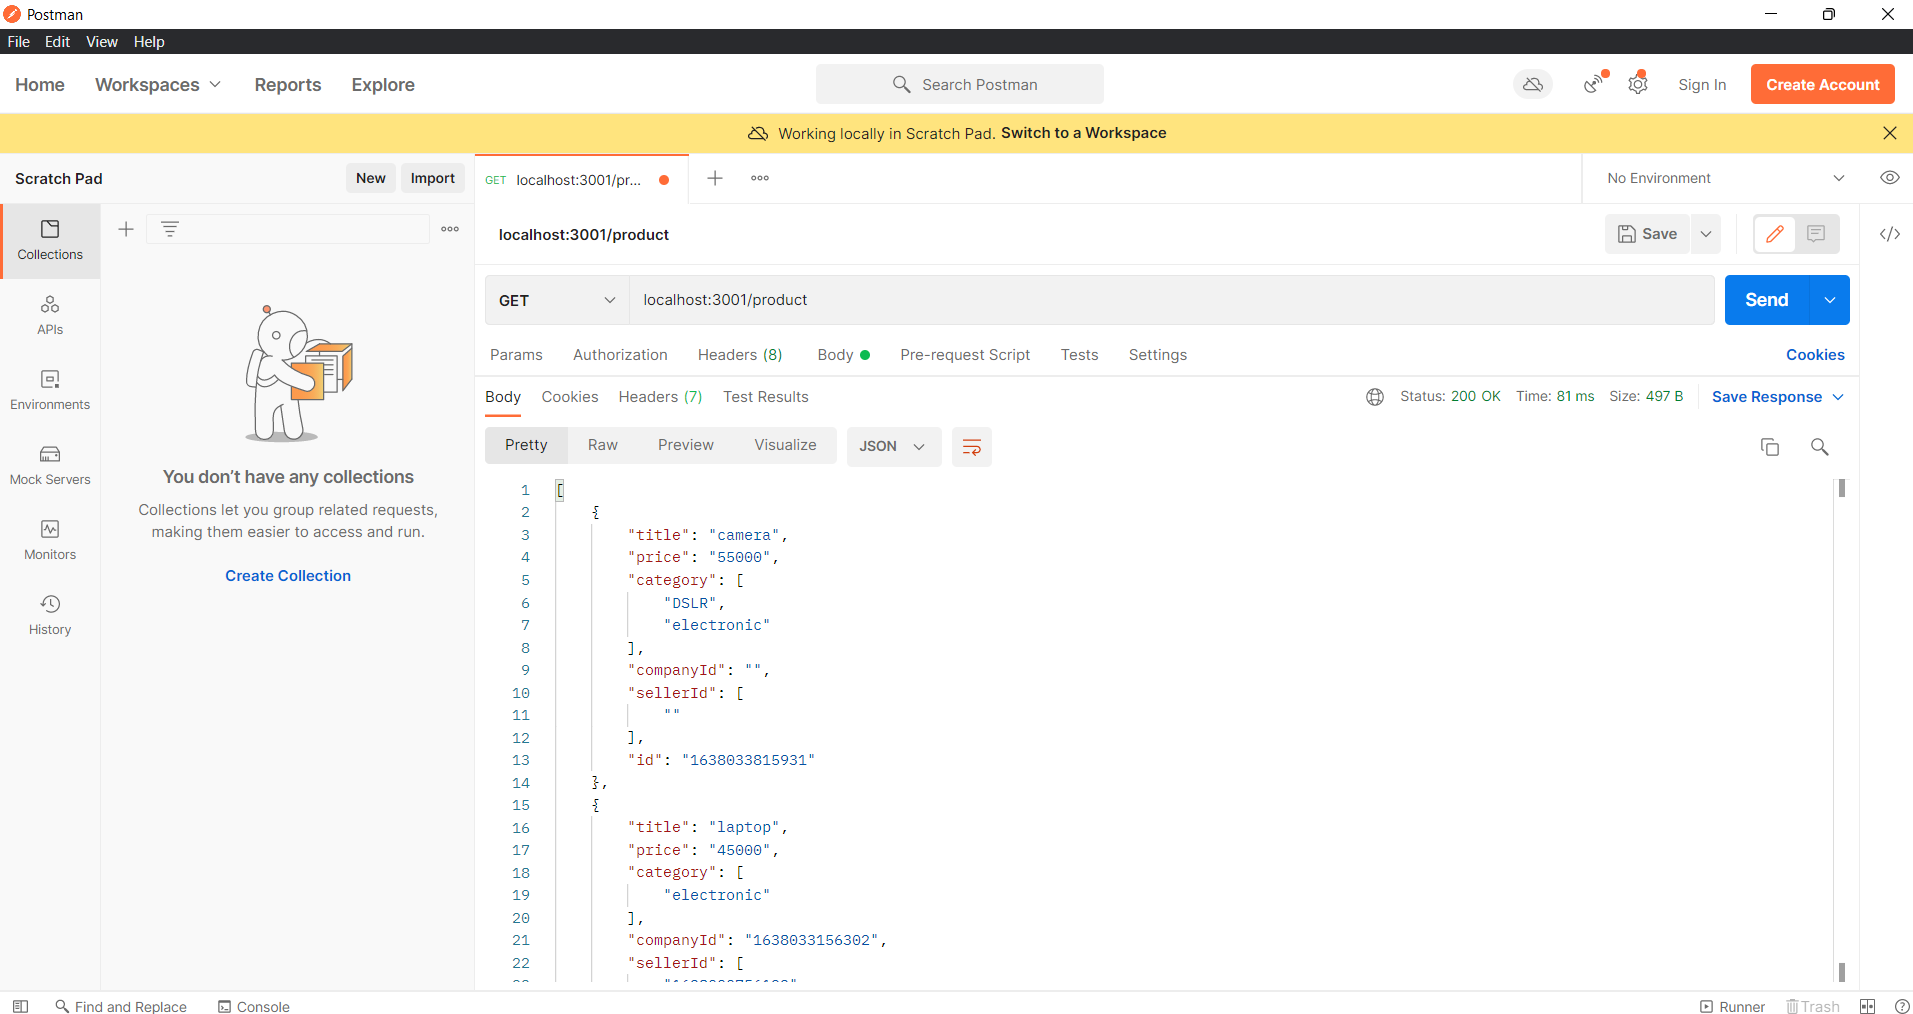 Postman
File Edit View Help
Home Workspaces Reports Explore Search Postman Sign In Create Account
Working locally in Scratch Pad. Switch to a Workspace
Scratch Pad New Import GET localhost:3001/pr... No Environment
Collections
APIs
Environments
Mock Servers
Monitors
History
You don't have any collections
Collections let you group related requests,
making them easier to access and run.
Create Collection
localhost:3001/product Save
GET localhost:3001/product Send
Params Authorization Headers (8) Body Pre-request Script Tests Settings Cookies
Body Cookies Headers (7) Test Results Status: 200 OK Time: 81 ms Size: 497 B Save Response
Pretty Raw Preview Visualize JSON
1 [
2 {
3 "title": "camera",
4 "price": "55000",
5 "category": [
6 "DSLR",
7 "electronic"
8 ],
9 "companyId": "",
10 "sellerId": [
11 ""
12 ],
13 "id": "1638033815931"
14 },
15 {
16 "title": "laptop",
17 "price": "45000",
18 "category": [
19 "electronic"
20 ],
21 "companyId": "1638033156302",
22 "sellerId": [
Find and Replace Console Runner Trash